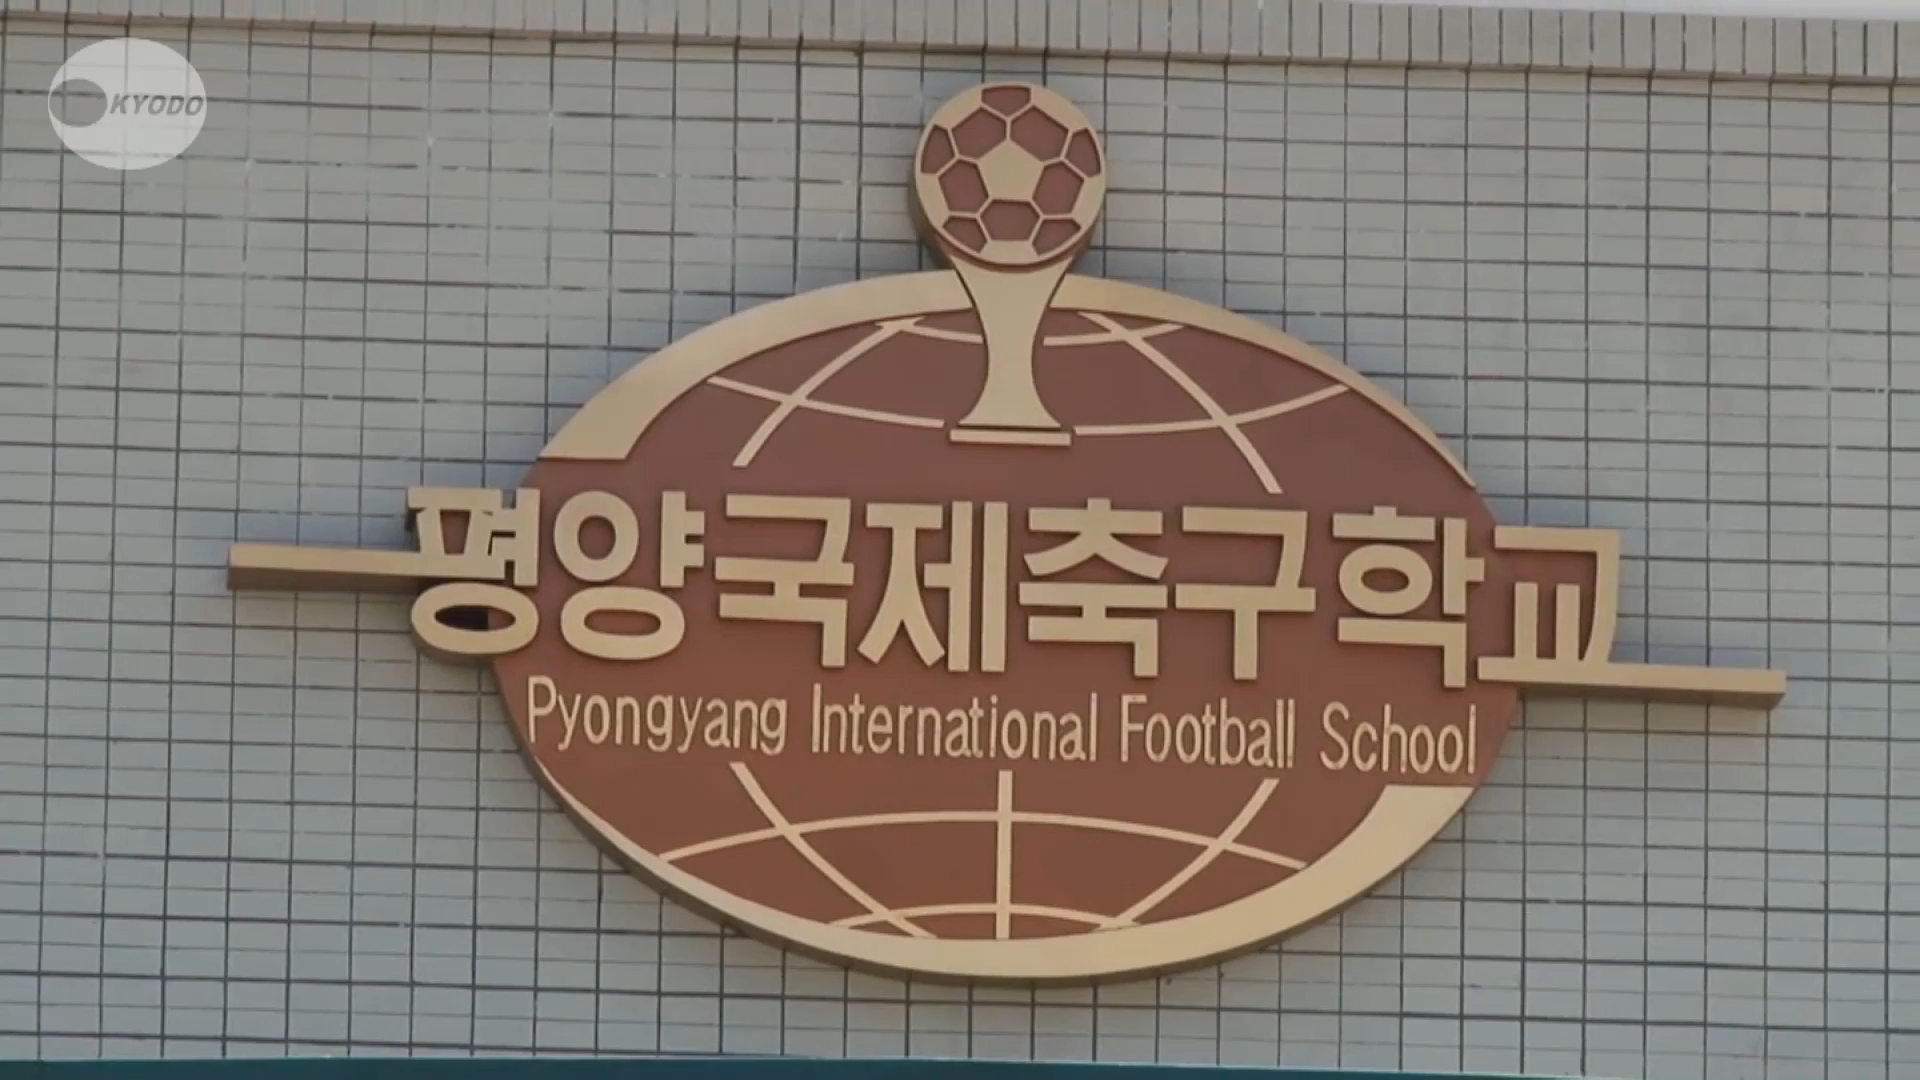 KYODO
평양국제축구학교
Pyongyang International Football School